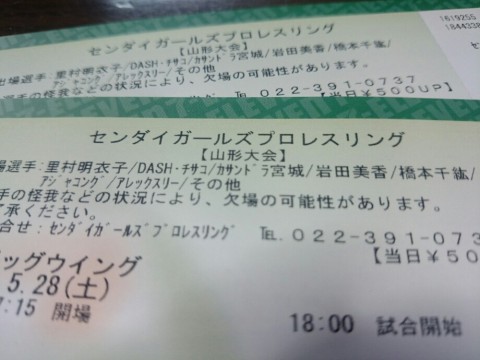 1619255
1844338
センダイガールズプロレスリング
【山形大会】
出場選手：里村明衣子/DASH・チサコ/カサンドラ宮城/岩田美香/橋本千紘/
アジャコング/アレックスリー/その他
選手の怪我などの状況により、欠場の可能性があります。
TEL. 022-391-0737
【当日¥500UP】
センダイガールズプロレスリング
【山形大会】
場選手：里村明衣子/DASH・チサコ/カサンドラ宮城/岩田美香/橋本千紘/
アジャコング/アレックスリー/その他
手の怪我などの状況により、欠場の可能性があります。
了承ください。
合せ：センダイガールズプロレスリング TEL. 022-391-073
【当日¥500
ッグウイング
5.28(土)
:15 開場 18:00 試合開始